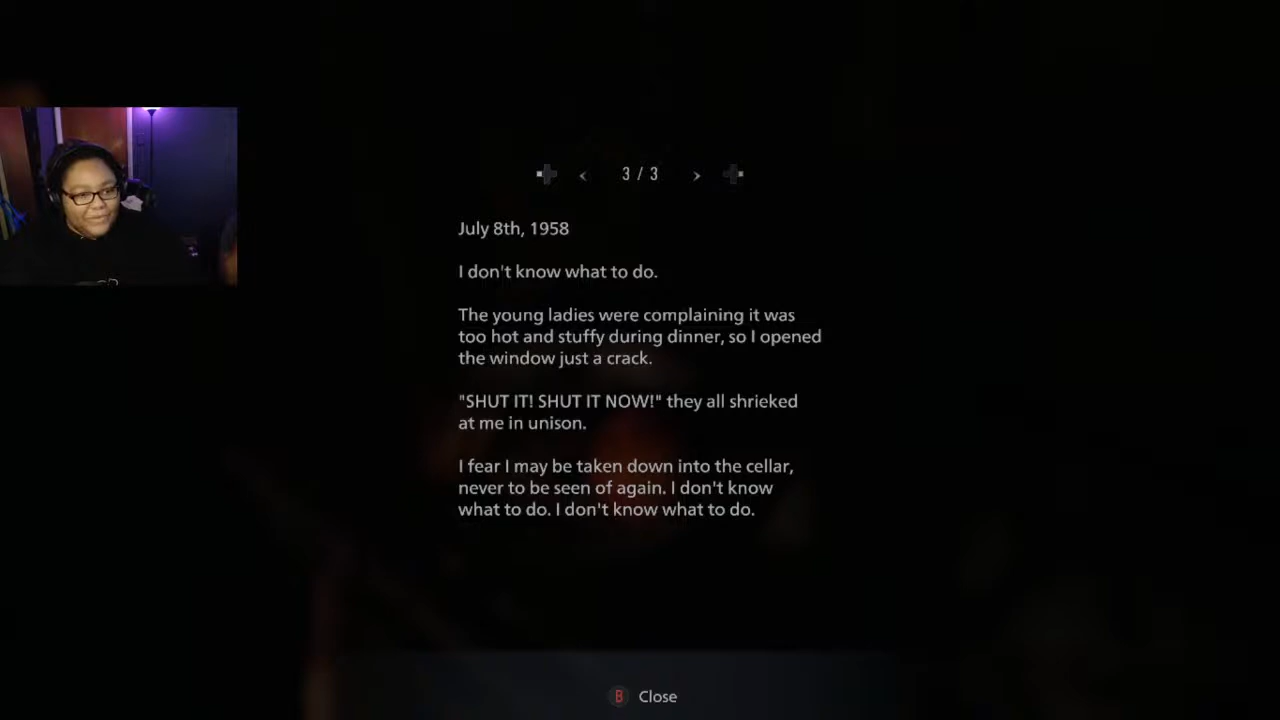 3 / 3
July 8th, 1958
I don't know what to do.
The young ladies were complaining it was
too hot and stuffy during dinner, so I opened
the window just a crack.
"SHUT IT! SHUT IT NOW!" they all shrieked
at me in unison.
I fear I may be taken down into the cellar,
never to be seen of again. I don't know
what to do. I don't know what to do.
B Close